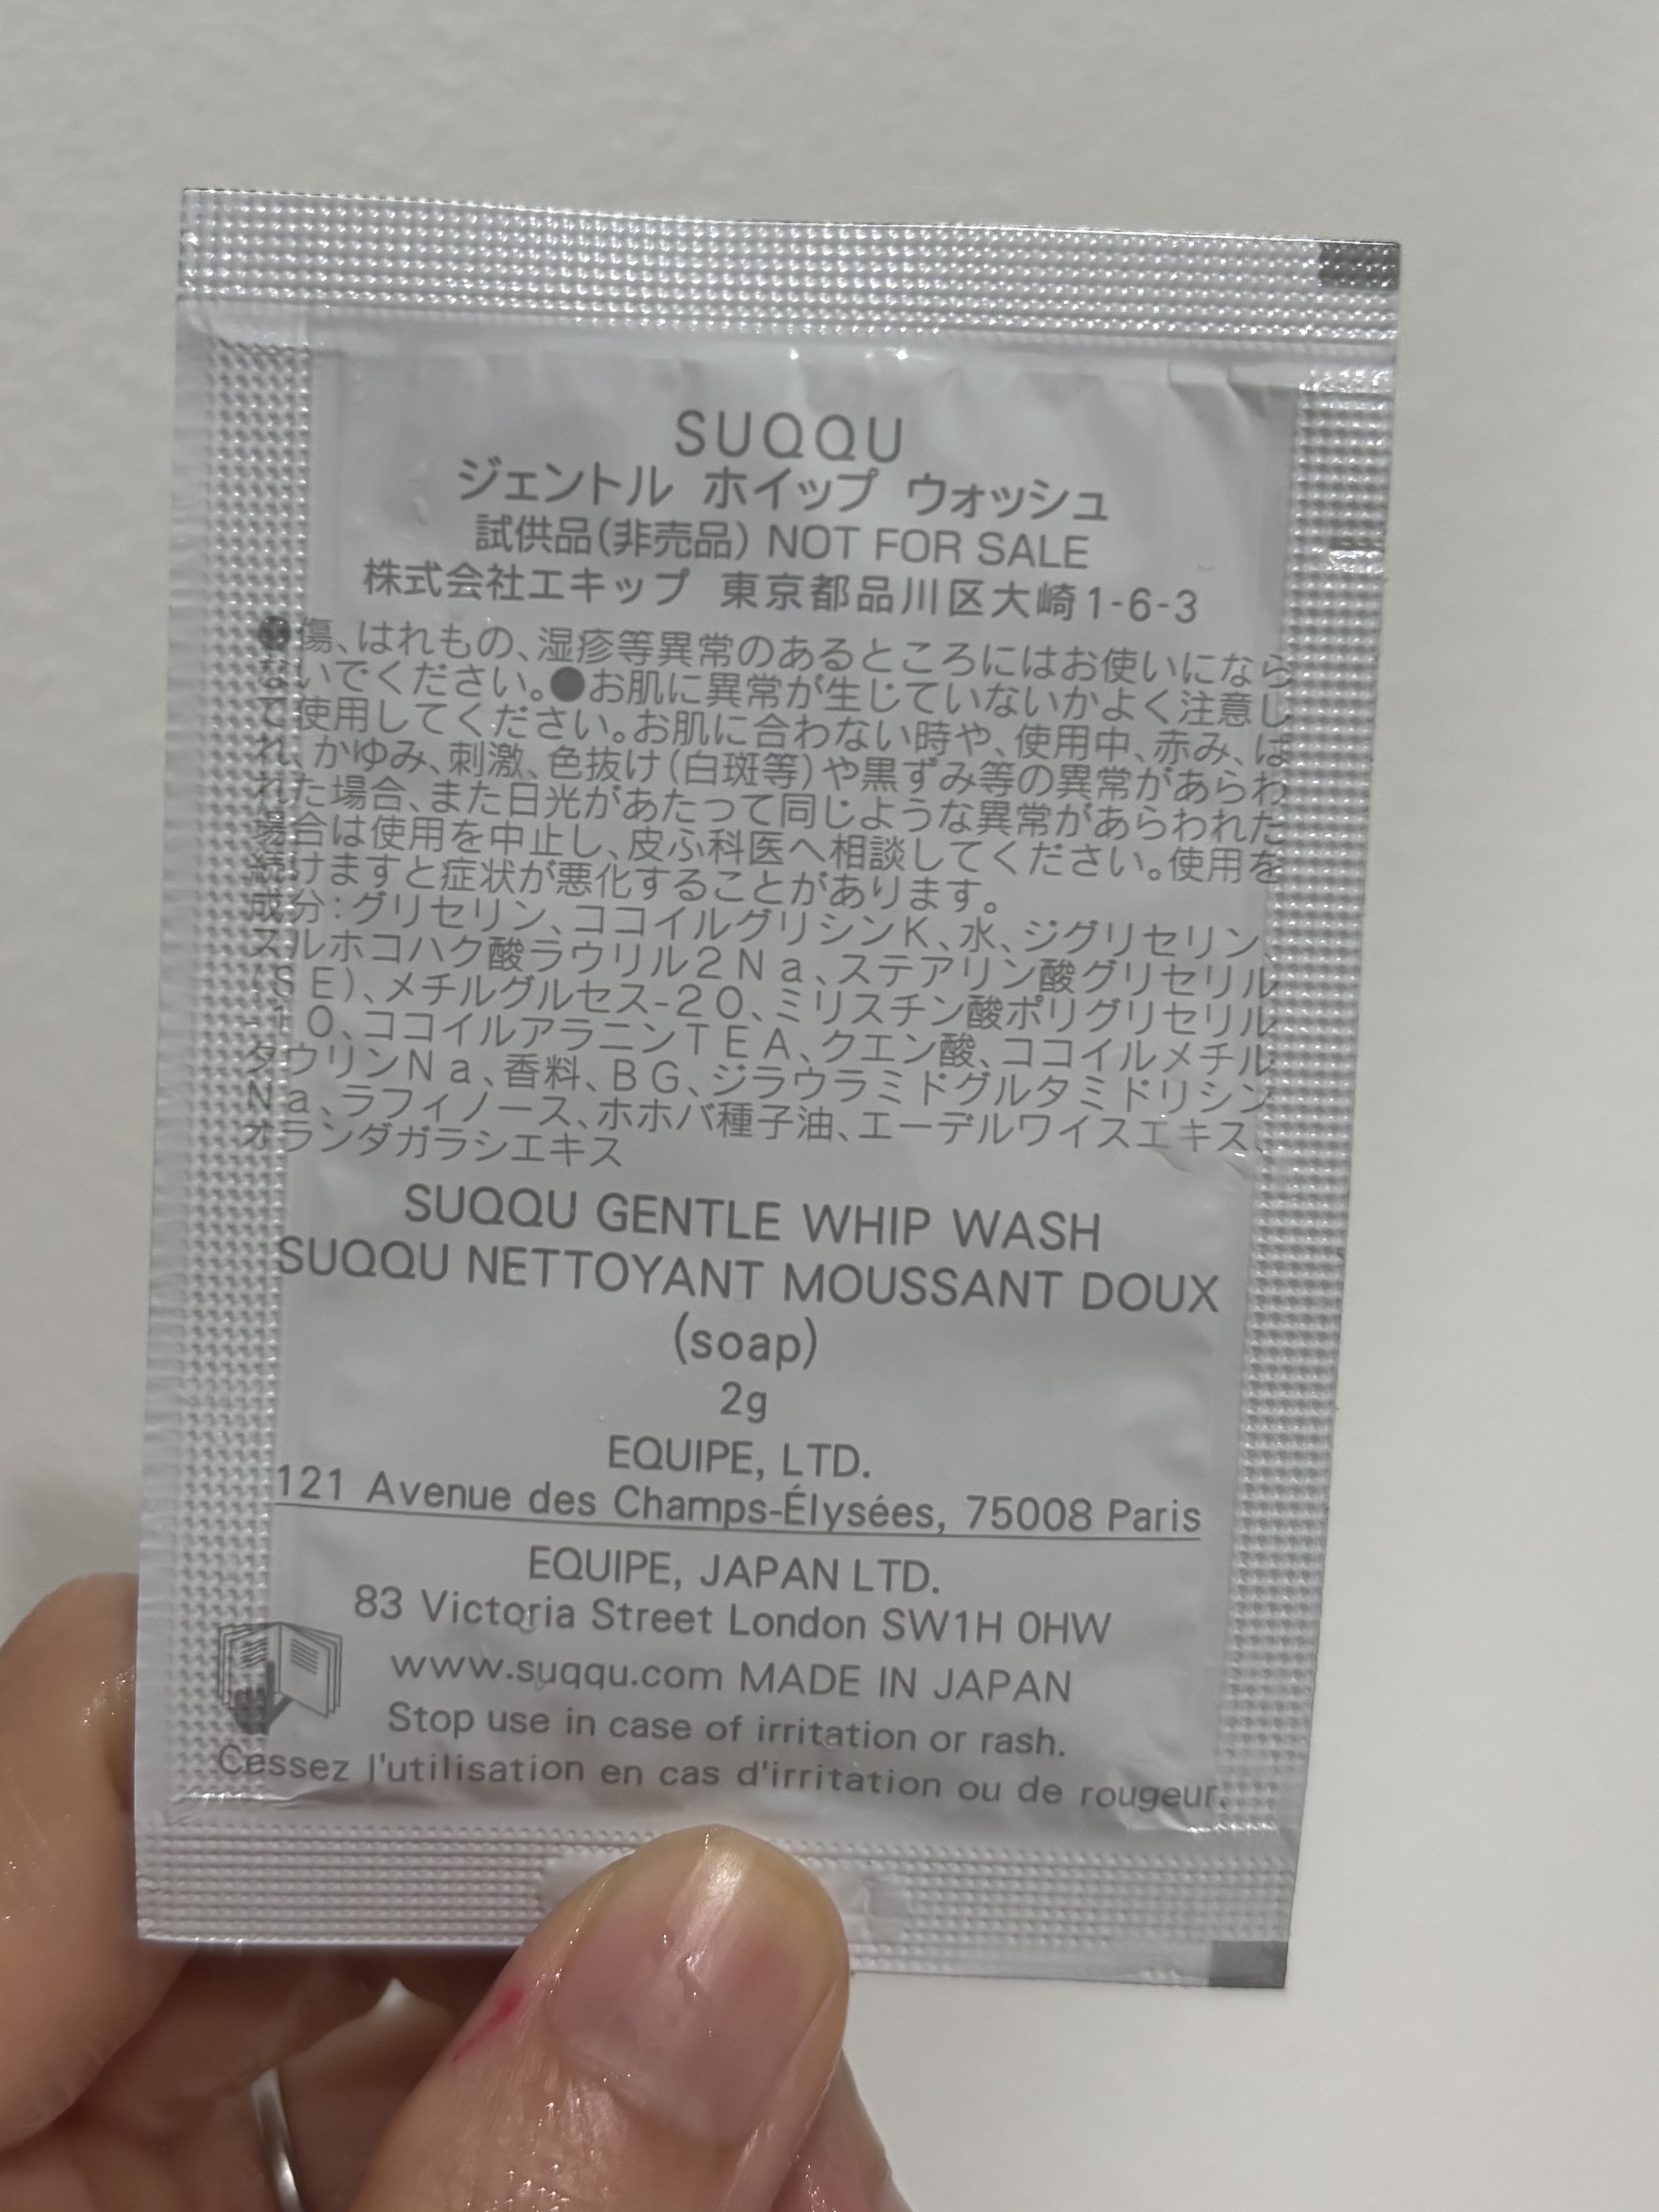 SUQQU
ジェントル ホイップ ウォッシュ
試供品(非売品) NOT FOR SALE
株式会社エキップ 東京都品川区大崎1-6-3
●傷、はれもの、湿疹等異常のあるところにはお使いになら
ないでください。●お肌に異常が生じていないかよく注意し
て使用してください。お肌に合わない時や、使用中、赤み、は
れ、かゆみ、刺激、色抜け(白斑等)や黒ずみ等の異常があらわ
れた場合、また日光があたって同じような異常があらわれた
場合は使用を中止し、皮ふ科医へ相談してください。使用を
続けますと症状が悪化することがあります。
成分:グリセリン、ココイルグリシンK、水、ジグリセリン、
スルホコハク酸ラウリル2Na、ステアリン酸グリセリル
(SE)、メチルグルセス-20、ミリスチン酸ポリグリセリル
-10、ココイルアラニンTEA、クエン酸、ココイルメチル
タウリンNa、香料、BG、ジラウラミドグルタミドリシン
Na、ラフィノース、ホホバ種子油、エーデルワイスエキス、
オランダガラシエキス
SUQQU GENTLE WHIP WASH
SUQQU NETTOYANT MOUSSANT DOUX
(soap)
2g
EQUIPE, LTD.
121 Avenue des Champs-Élysées, 75008 Paris
EQUIPE, JAPAN LTD.
83 Victoria Street London SW1H 0HW
www.suqqu.com MADE IN JAPAN
Stop use in case of irritation or rash.
Cessez l'utilisation en cas d'irritation ou de rougeur.